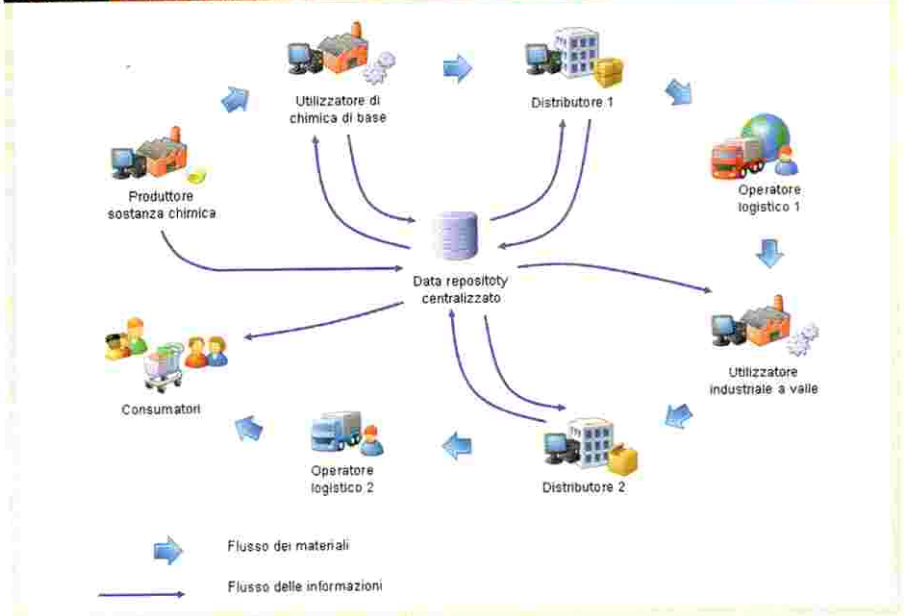 Utilizzatore di
chimica di base
Distributore 1
Produttore
sostanza chimica
Operatore
logistico 1
Data repositoty
centralizzato
Utilizzatore
industriale a valle
Consumatori
Operatore
logistico 2
Distributore 2
Flusso dei materiali
Flusso delle informazioni